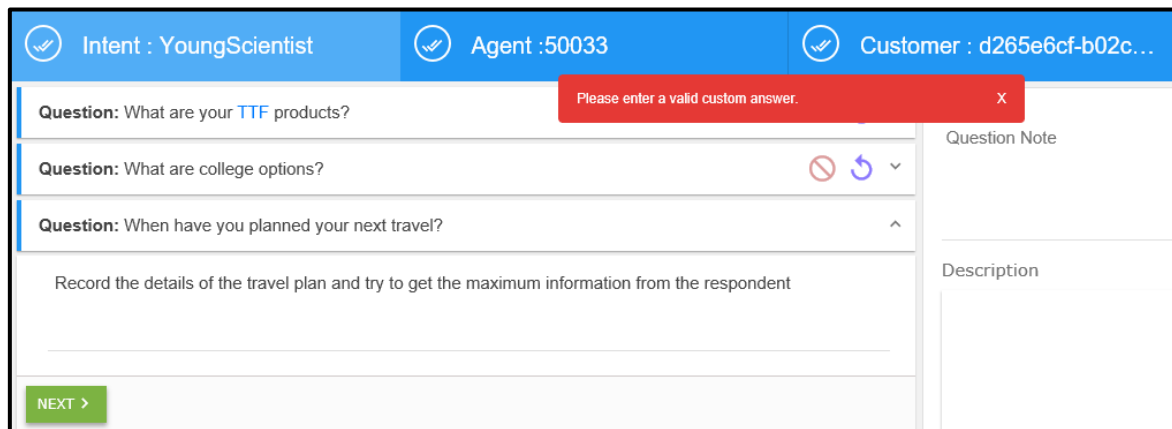 Intent : YoungScientist
Agent :50033
Customer : d265e6cf-b02c...
Please enter a valid custom answer. X
Question: What are your TTF products?
Question Note
Question: What are college options?
Question: When have you planned your next travel?
Description
Record the details of the travel plan and try to get the maximum information from the respondent
NEXT >